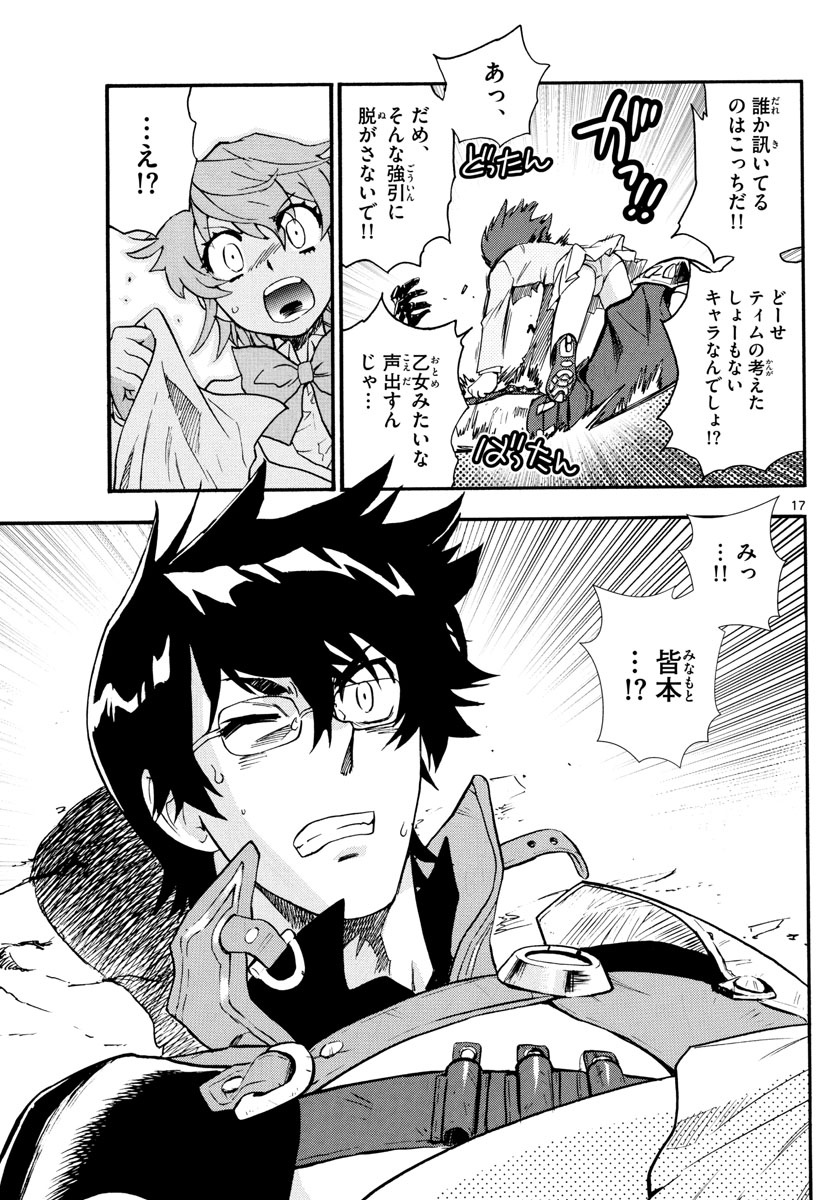 誰か訊いてる
のはこっちだ!!
どーせ
ティムの考えた
しょーもない
キャラなんでしょ!?
ガッ!!
どったん
ばったん
あっ、
だめ、
そんな強引に
脱がさないで!!
乙女みたいな
声出すん
じゃ…
…え!?
17
みっ
…!!
皆本
…!?